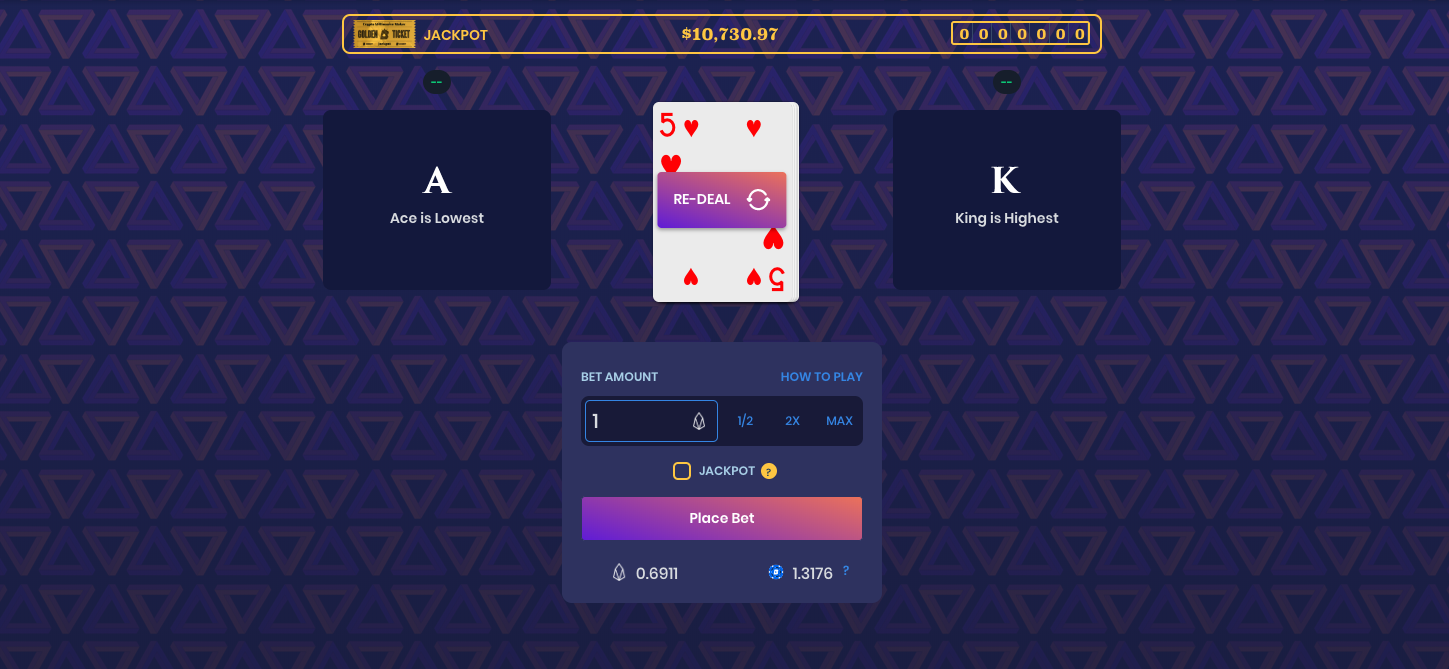 GOLDEN TICKET
JACKPOT
$10,730.97
0 0 0 0 0 0 0
--
--
A
Ace is Lowest
5
RE-DEAL
5
K
King is Highest
BET AMOUNT
HOW TO PLAY
1
1/2
2X
MAX
JACKPOT ?
Place Bet
0.6911
1.3176 ?